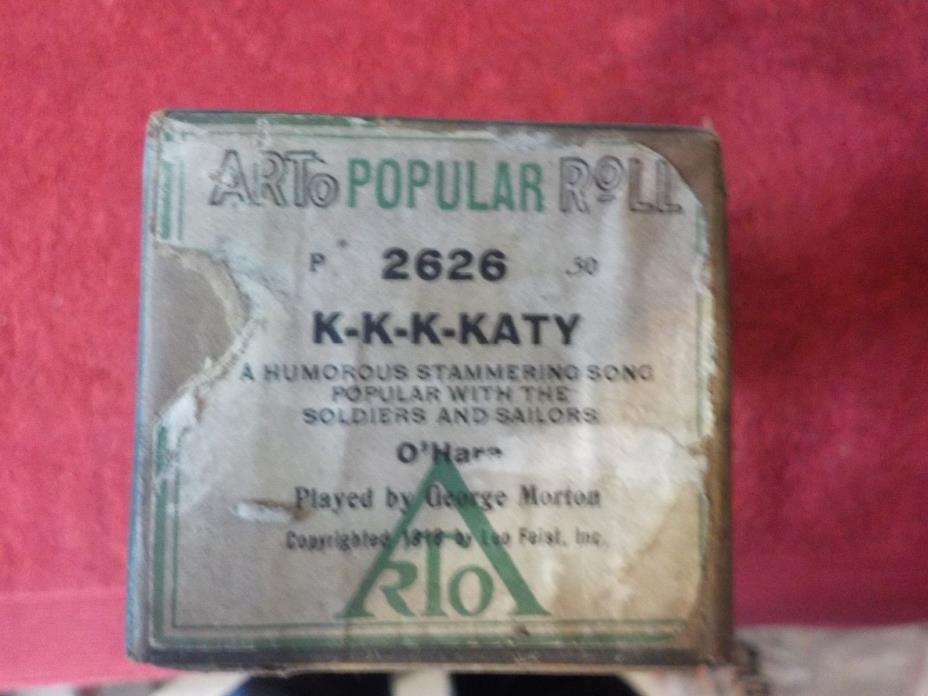 ARTo POPULAR ROLL
P 2626 .50
K-K-K-KATY
A HUMOROUS STAMMERING SONG
POPULAR WITH THE
SOLDIERS AND SAILORS
O'Hara
Played by George Morton
Copyrighted 1918 by Leo Feist, Inc.
ARTo